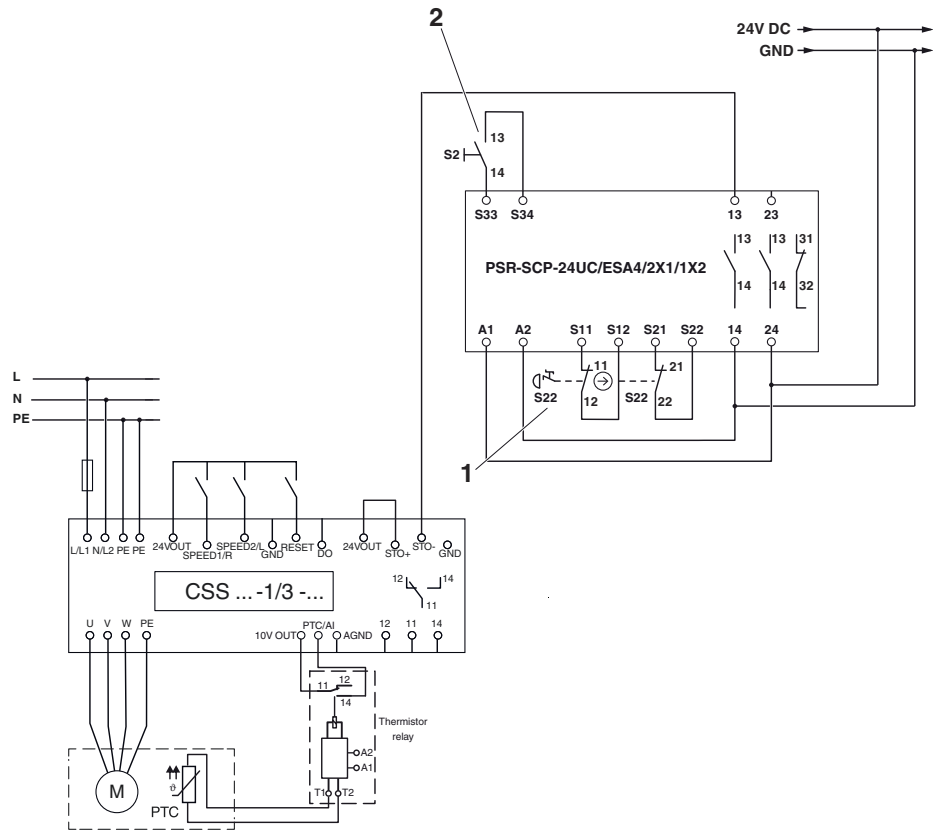 2
24V DC
GND
13
S2
14
S33 S34 13 23
13 13 31
PSR-SCP-24UC/ESA4/2X1/1X2
14 14 32
A1 A2 S11 S12 S21 S22 14 24
11 21
S22 12 S22 22
1
L
N
PE
L/L1 N/L2 PE PE 24VOUT SPEED1/R SPEED2/L GND RESET DO 24VOUT STO+ STO- GND
CSS ... -1/3 -...
12 14
11
U V W PE
10V OUT PTC/AI AGND 12 11 14
12
11
14
Thermistor
relay
A2
A1
T1 T2
M
ϑ
PTC